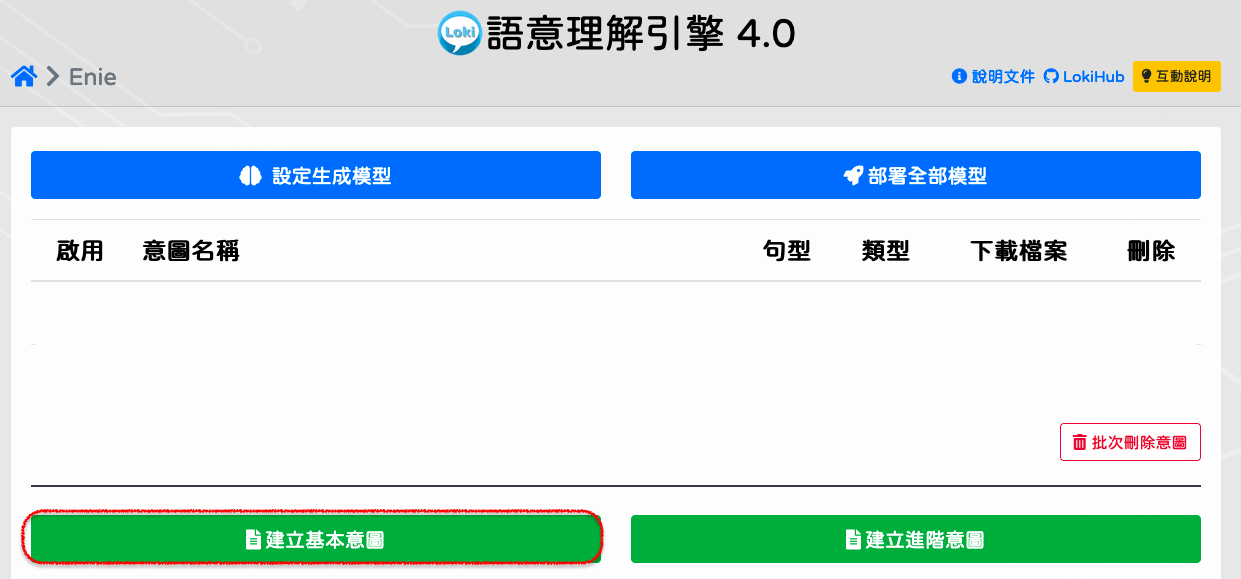 Loki 語意理解引擎 4.0
Enie 說明文件 LokiHub 互動說明
設定生成模型 部署全部模型
啟用 意圖名稱 句型 類型 下載檔案 刪除
批次刪除意圖
建立基本意圖 建立進階意圖